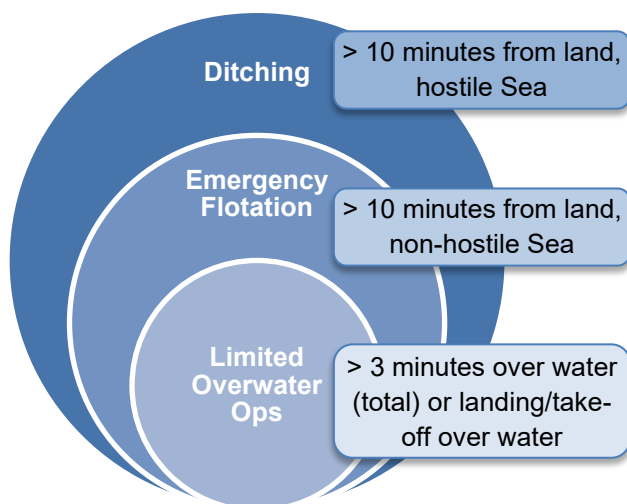 Ditching
> 10 minutes from land,
hostile Sea
Emergency
Flotation
> 10 minutes from land,
non-hostile Sea
Limited
Overwater
Ops
> 3 minutes over water
(total) or landing/take-
off over water